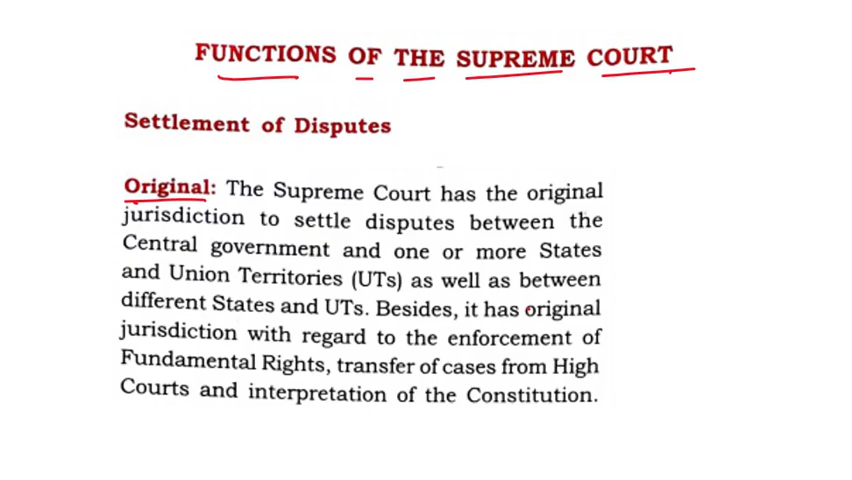 FUNCTIONS OF THE SUPREME COURT
Settlement of Disputes
Original: The Supreme Court has the original
jurisdiction to settle disputes between the
Central government and one or more States
and Union Territories (UTs) as well as between
different States and UTs. Besides, it has original
jurisdiction with regard to the enforcement of
Fundamental Rights, transfer of cases from High
Courts and interpretation of the Constitution.